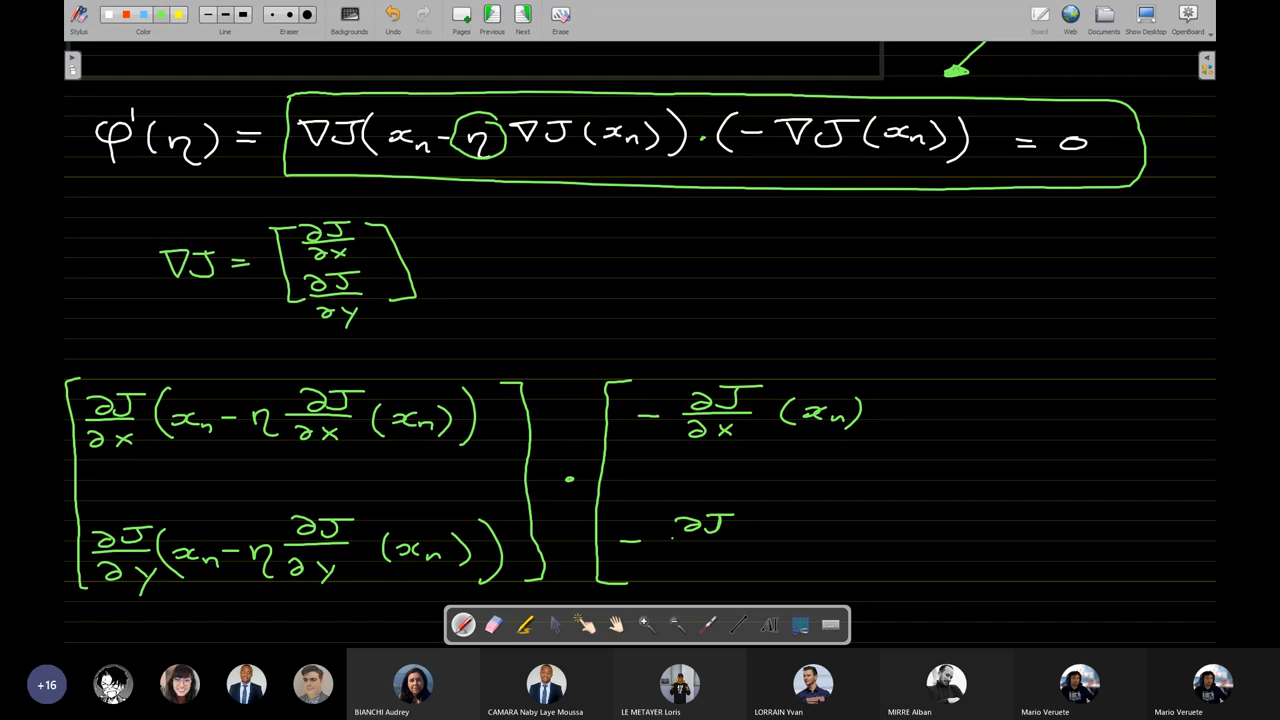 Stylus Color Line Eraser Backgrounds Undo Redo Pages Previous Next Erase Board Web Documents Show Desktop OpenBoard
φ'(η) = ∇J(xₙ - η ∇J(xₙ)) · (- ∇J(xₙ)) = 0
∇J = [∂J/∂x
∂J/∂y]
[∂J/∂x (xₙ - η ∂J/∂x (xₙ)) · [- ∂J/∂x (xₙ)
∂J/∂y (xₙ - η ∂J/∂y (xₙ))] - ∂J
AI
+16
BIANCHI Audrey CAMARA Naby Laye Moussa LE METAYER Loris LORRAIN Yvan MIRRE Alban Mario Veruete Mario Veruete